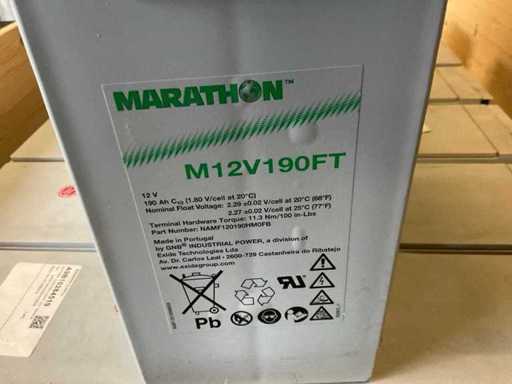 MARATHON™
M12V190FT
12 V
190 Ah C10 (1.80 V/cell at 20°C)
Nominal Float Voltage: 2.29 ±0.02 V/cell at 20°C (68°F)
2.27 ±0.02 V/cell at 25°C (77°F)
Terminal Hardware Torque: 11.3 Nm/100 in-Lbs
Part Number: NAMF120190HM0FB
Made in Portugal
by GNB® INDUSTRIAL POWER, a division of
Exide Technologies Lda
Av. Dr. Carlos Leal - 2600-729 Castanheira do Ribatejo
www.exidegroup.com
Pb